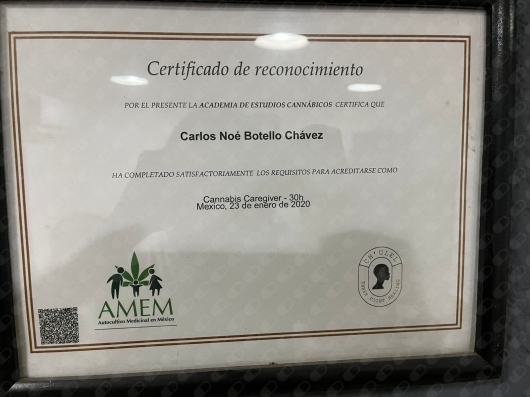 Certificado de reconocimiento
POR EL PRESENTE LA ACADEMIA DE ESTUDIOS CANNÁBICOS CERTIFICA QUE
Carlos Noé Botello Chávez
HA COMPLETADO SATISFACTORIAMENTE LOS REQUISITOS PARA ACREDITARSE COMO
Cannabis Caregiver - 30h
Mexico, 23 de enero de 2020
AMEM
Autocultivo Medicinal en México
CH'ULEL